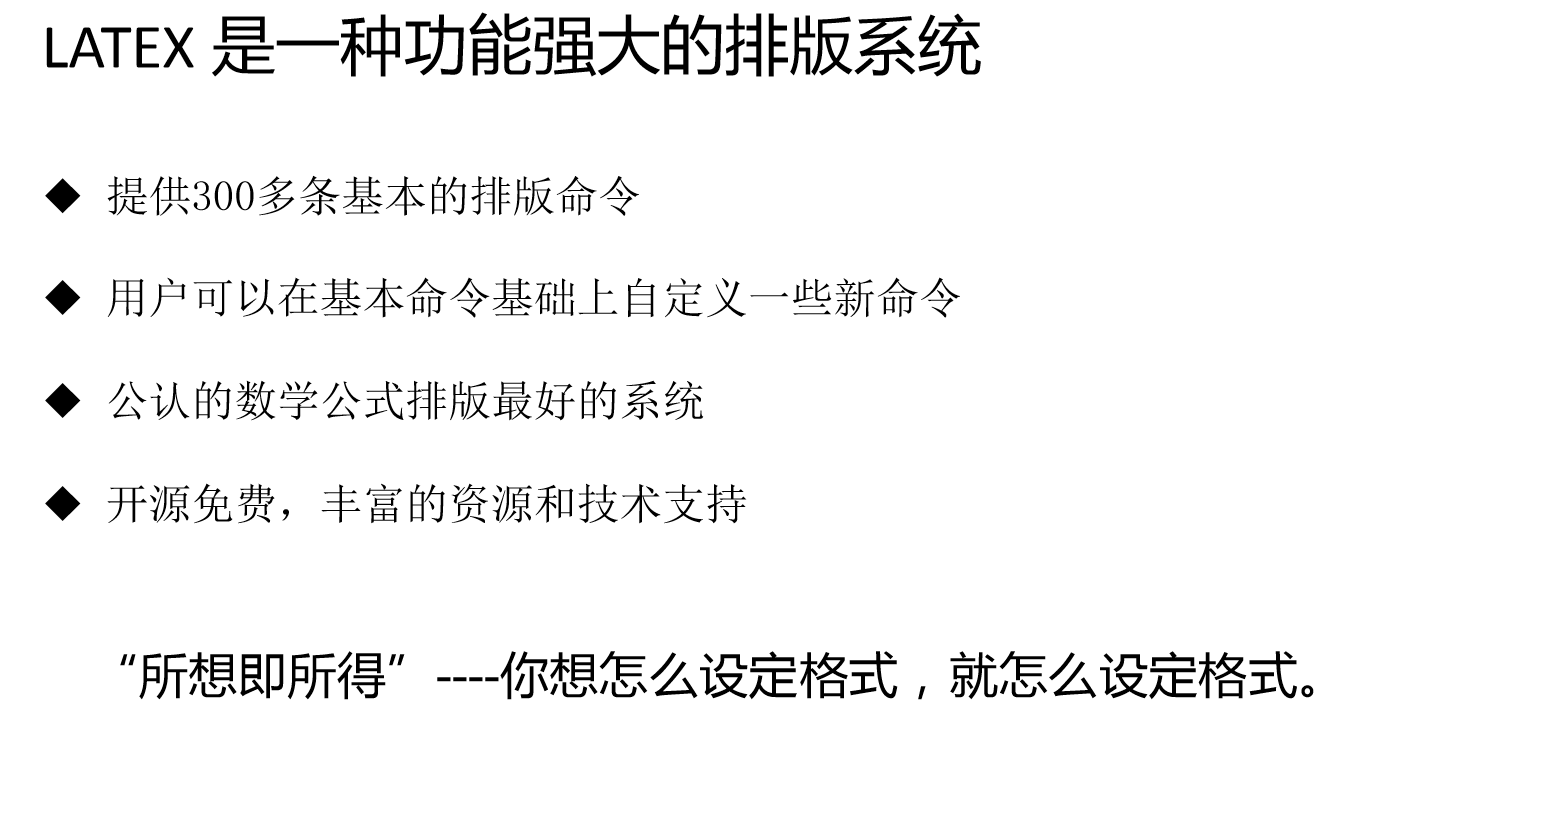 LATEX 是一种功能强大的排版系统
◆ 提供300多条基本的排版命令
◆ 用户可以在基本命令基础上自定义一些新命令
◆ 公认的数学公式排版最好的系统
◆ 开源免费，丰富的资源和技术支持
“所想即所得”----你想怎么设定格式，就怎么设定格式。